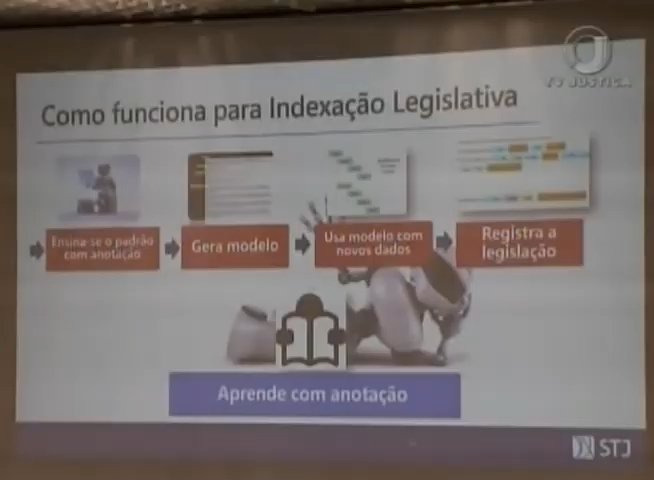 TV JUSTIÇA
Como funciona para Indexação Legislativa
Ensina-se o padrão
com anotação
Gera modelo
Usa modelo com
novos dados
Registra a
legislação
Aprende com anotação
STJ